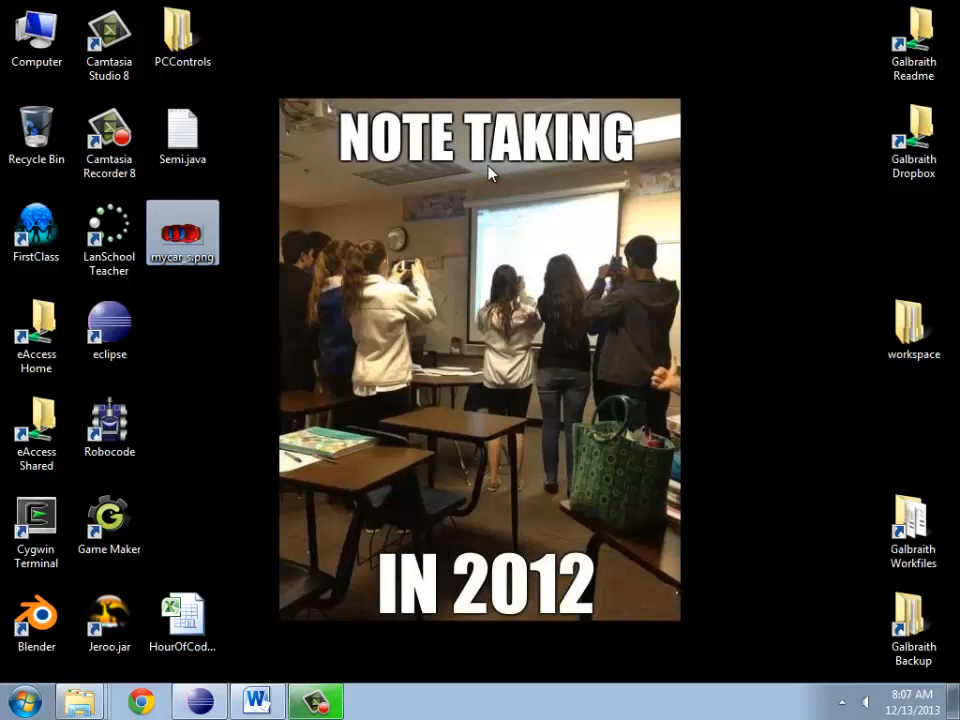 Computer
Camtasia
Studio 8
PCControls
Galbraith
Readme
NOTE TAKING
Recycle Bin
Camtasia
Recorder 8
Semi.java
Galbraith
Dropbox
FirstClass
LanSchool
Teacher
mycar_s.png
eAccess
Home
eclipse
workspace
eAccess
Shared
Robocode
Cygwin
Terminal
Game Maker
Galbraith
Workfiles
IN 2012
Blender
Jeroo.jar
HourOfCod...
Galbraith
Backup
8:07 AM
12/13/2013